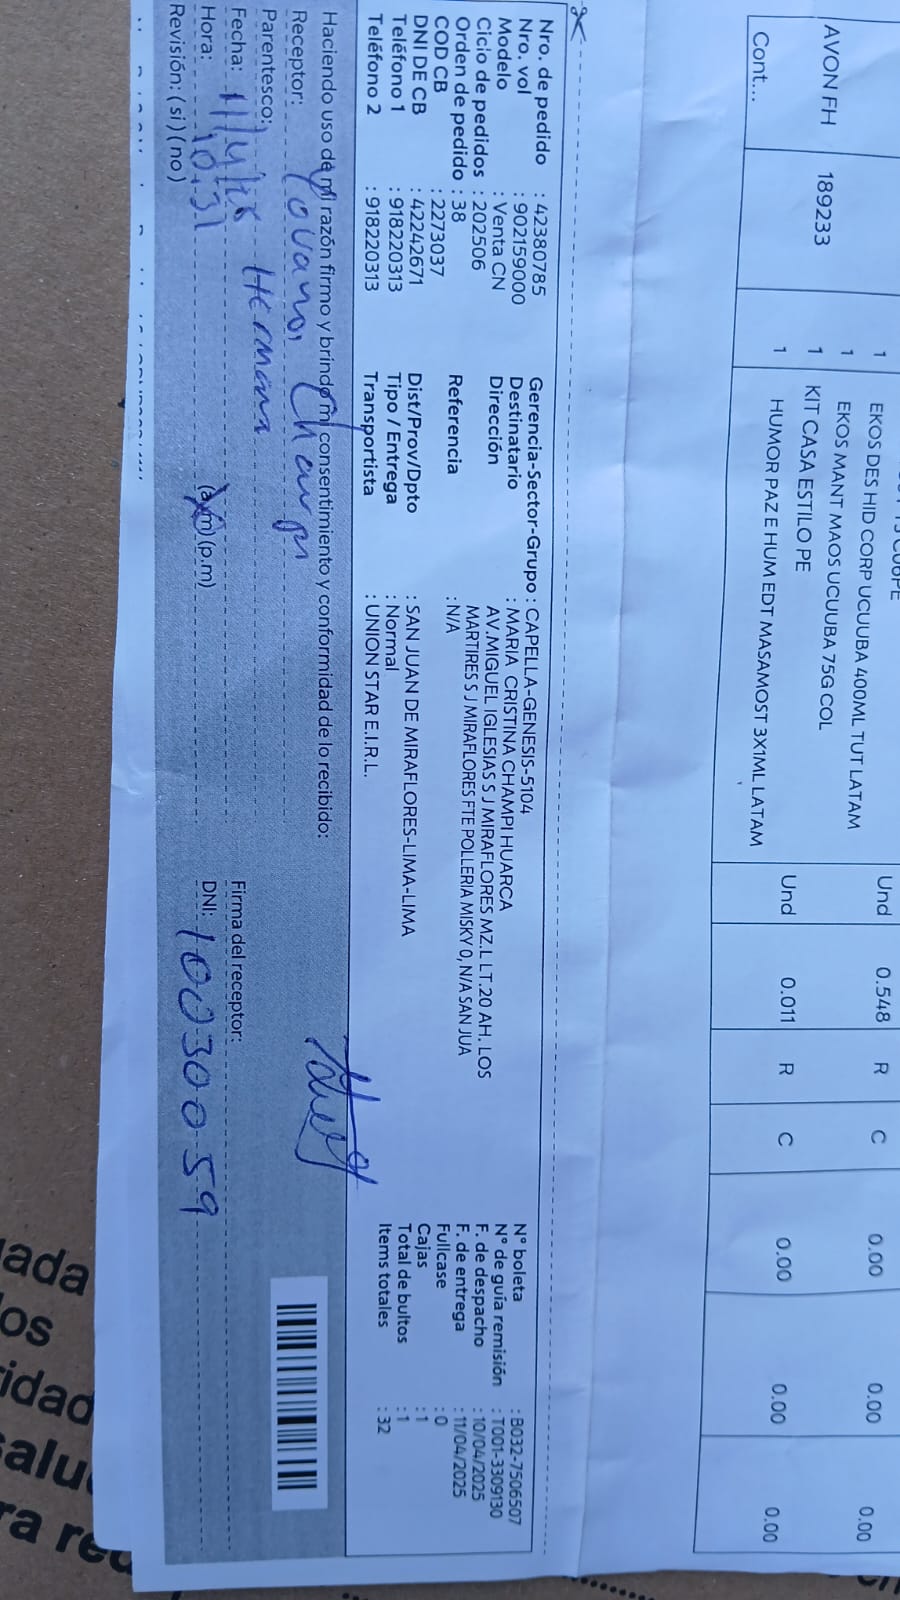 EKOS DES HID CORP UCUUBA 400ML TUT LATAM
1 Und 0.548 R C 0.00 0.00 0.00
1 EKOS MANT MAOS UCUUBA 75G COL
AVON FH 189233 1 KIT CASA ESTILO PE
Cont... 1 HUMOR PAZ E HUM EDT MASAMOST 3X1ML LATAM Und 0.011 R C 0.00 0.00 0.00
Nro. de pedido : 42380785
Nro. vol : 902159000
Modelo : Venta CN
Ciclo de pedidos : 202506
Orden de pedido : 38
COD CB : 2273037
DNI DE CB : 42242671
Teléfono 1 : 918220313
Teléfono 2 : 918220313
Gerencia-Sector-Grupo : CAPELLA-GENESIS-5104
Destinatario : MARIA CRISTINA CHAMPI HUARCA
Dirección AV.MIGUEL IGLESIAS S J MIRAFLORES MZ.L LT.20 AH. LOS
MARTIRES S J MIRAFLORES FTE POLLERIA MISKY 0, N/A SAN JUA
Referencia : N/A
Dist/Prov/Dpto : SAN JUAN DE MIRAFLORES-LIMA-LIMA
Tipo / Entrega : Normal
Transportista : UNION STAR E.I.R.L.
N° boleta : B032-7506507
N° de guía remisión : T001-3309130
F. de despacho : 10/04/2025
F. de entrega : 11/04/2025
Fullcase : 0
Cajas : 1
Total de bultos : 1
Items totales : 32
Haciendo uso de mi razón firmo y brindo mi consentimiento y conformidad de lo recibido:
Receptor: Champi
Parentesco: Hermana
Fecha: 11/4/
Hora: 10:31 (a.m) (p.m)
Revisión: ( si ) ( no )
Firma del receptor:
DNI: 10030059